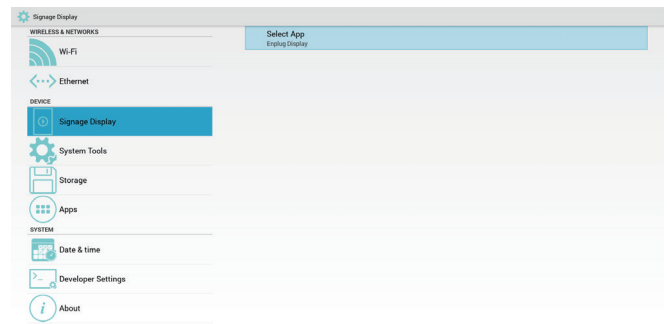 Signage Display
WIRELESS & NETWORKS
Wi-Fi
Ethernet
DEVICE
Signage Display
System Tools
Storage
Apps
SYSTEM
Date & time
Developer Settings
About
Select App
Enplug Display